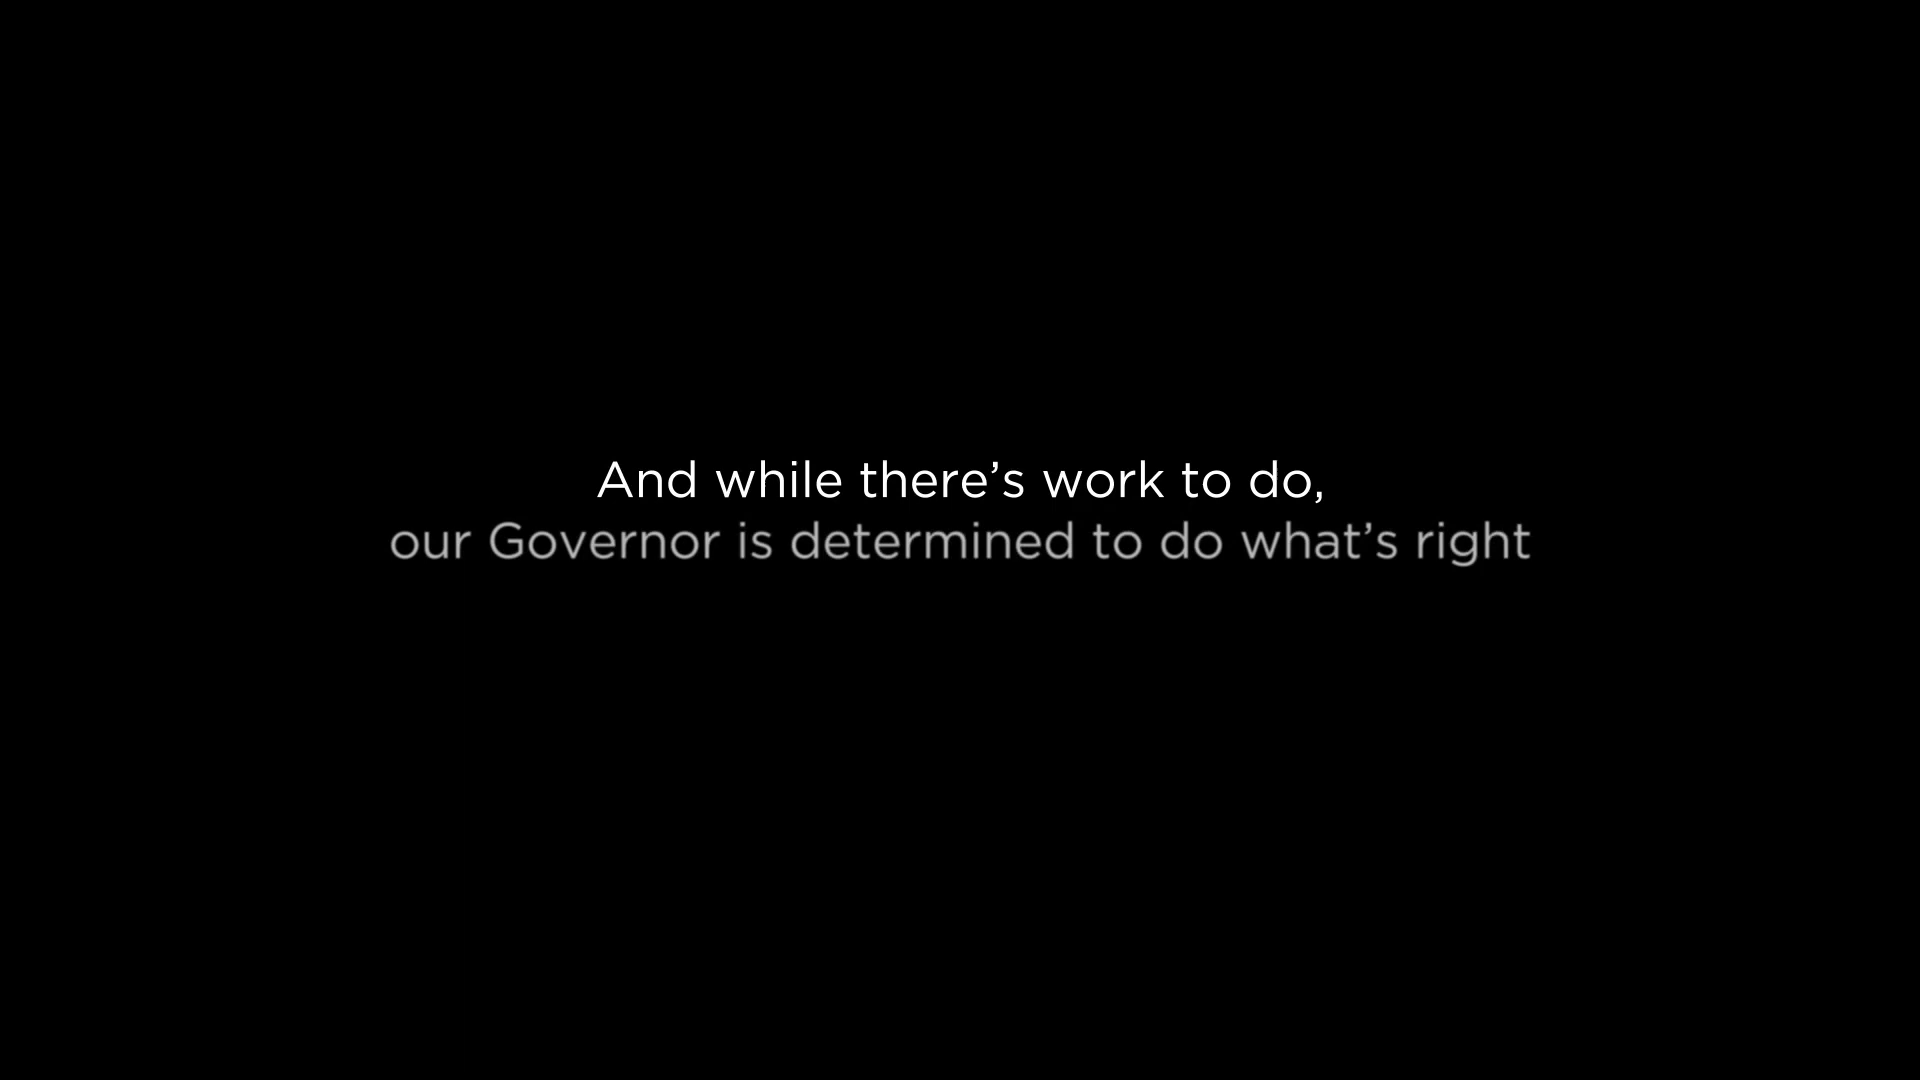 And while there’s work to do,
our Governor is determined to do what’s right